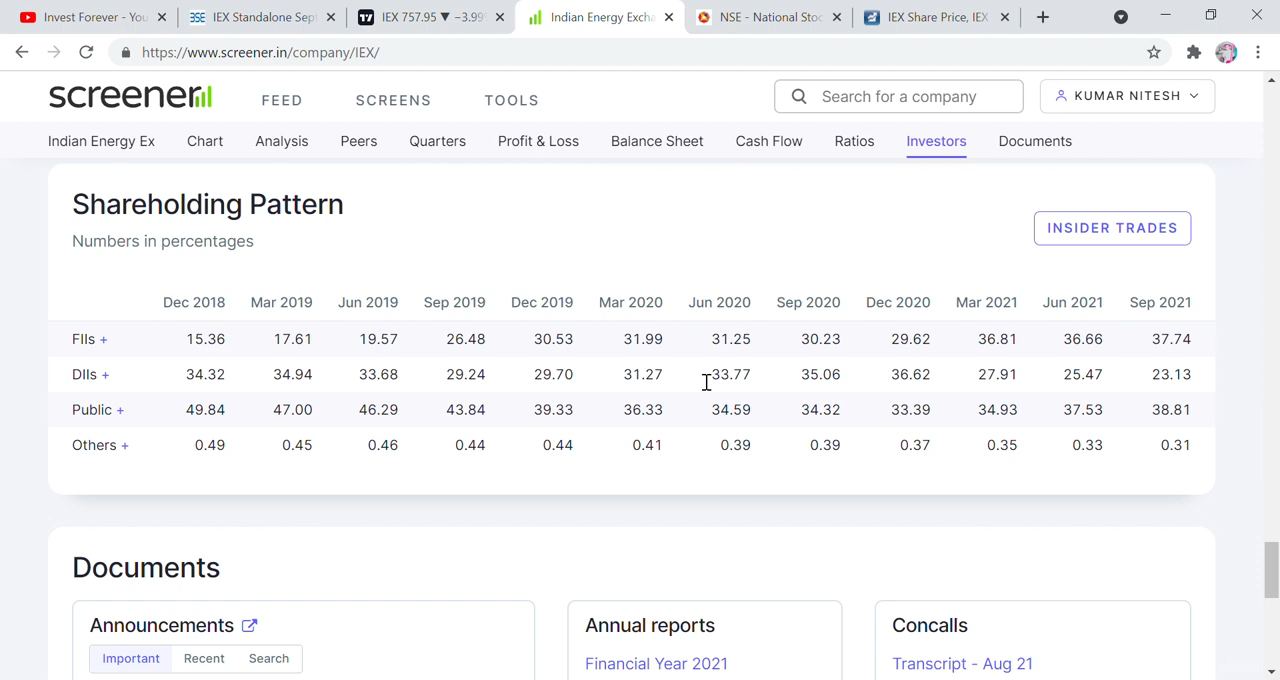 Invest Forever - You
IEX Standalone Sept
IEX 757.95 ▼ −3.99%
Indian Energy Excha
NSE - National Stoc
IEX Share Price, IEX
https://www.screener.in/company/IEX/
screener
FEED
SCREENS
TOOLS
Search for a company
KUMAR NITESH
Indian Energy Ex Chart Analysis Peers Quarters Profit & Loss Balance Sheet Cash Flow Ratios Investors Documents
Shareholding Pattern
Numbers in percentages
INSIDER TRADES
Dec 2018 Mar 2019 Jun 2019 Sep 2019 Dec 2019 Mar 2020 Jun 2020 Sep 2020 Dec 2020 Mar 2021 Jun 2021 Sep 2021
FIIs + 15.36 17.61 19.57 26.48 30.53 31.99 31.25 30.23 29.62 36.81 36.66 37.74
DIIs + 34.32 34.94 33.68 29.24 29.70 31.27 33.77 35.06 36.62 27.91 25.47 23.13
Public + 49.84 47.00 46.29 43.84 39.33 36.33 34.59 34.32 33.39 34.93 37.53 38.81
Others + 0.49 0.45 0.46 0.44 0.44 0.41 0.39 0.39 0.37 0.35 0.33 0.31
Documents
Announcements
Important Recent Search
Annual reports
Financial Year 2021
Concalls
Transcript - Aug 21